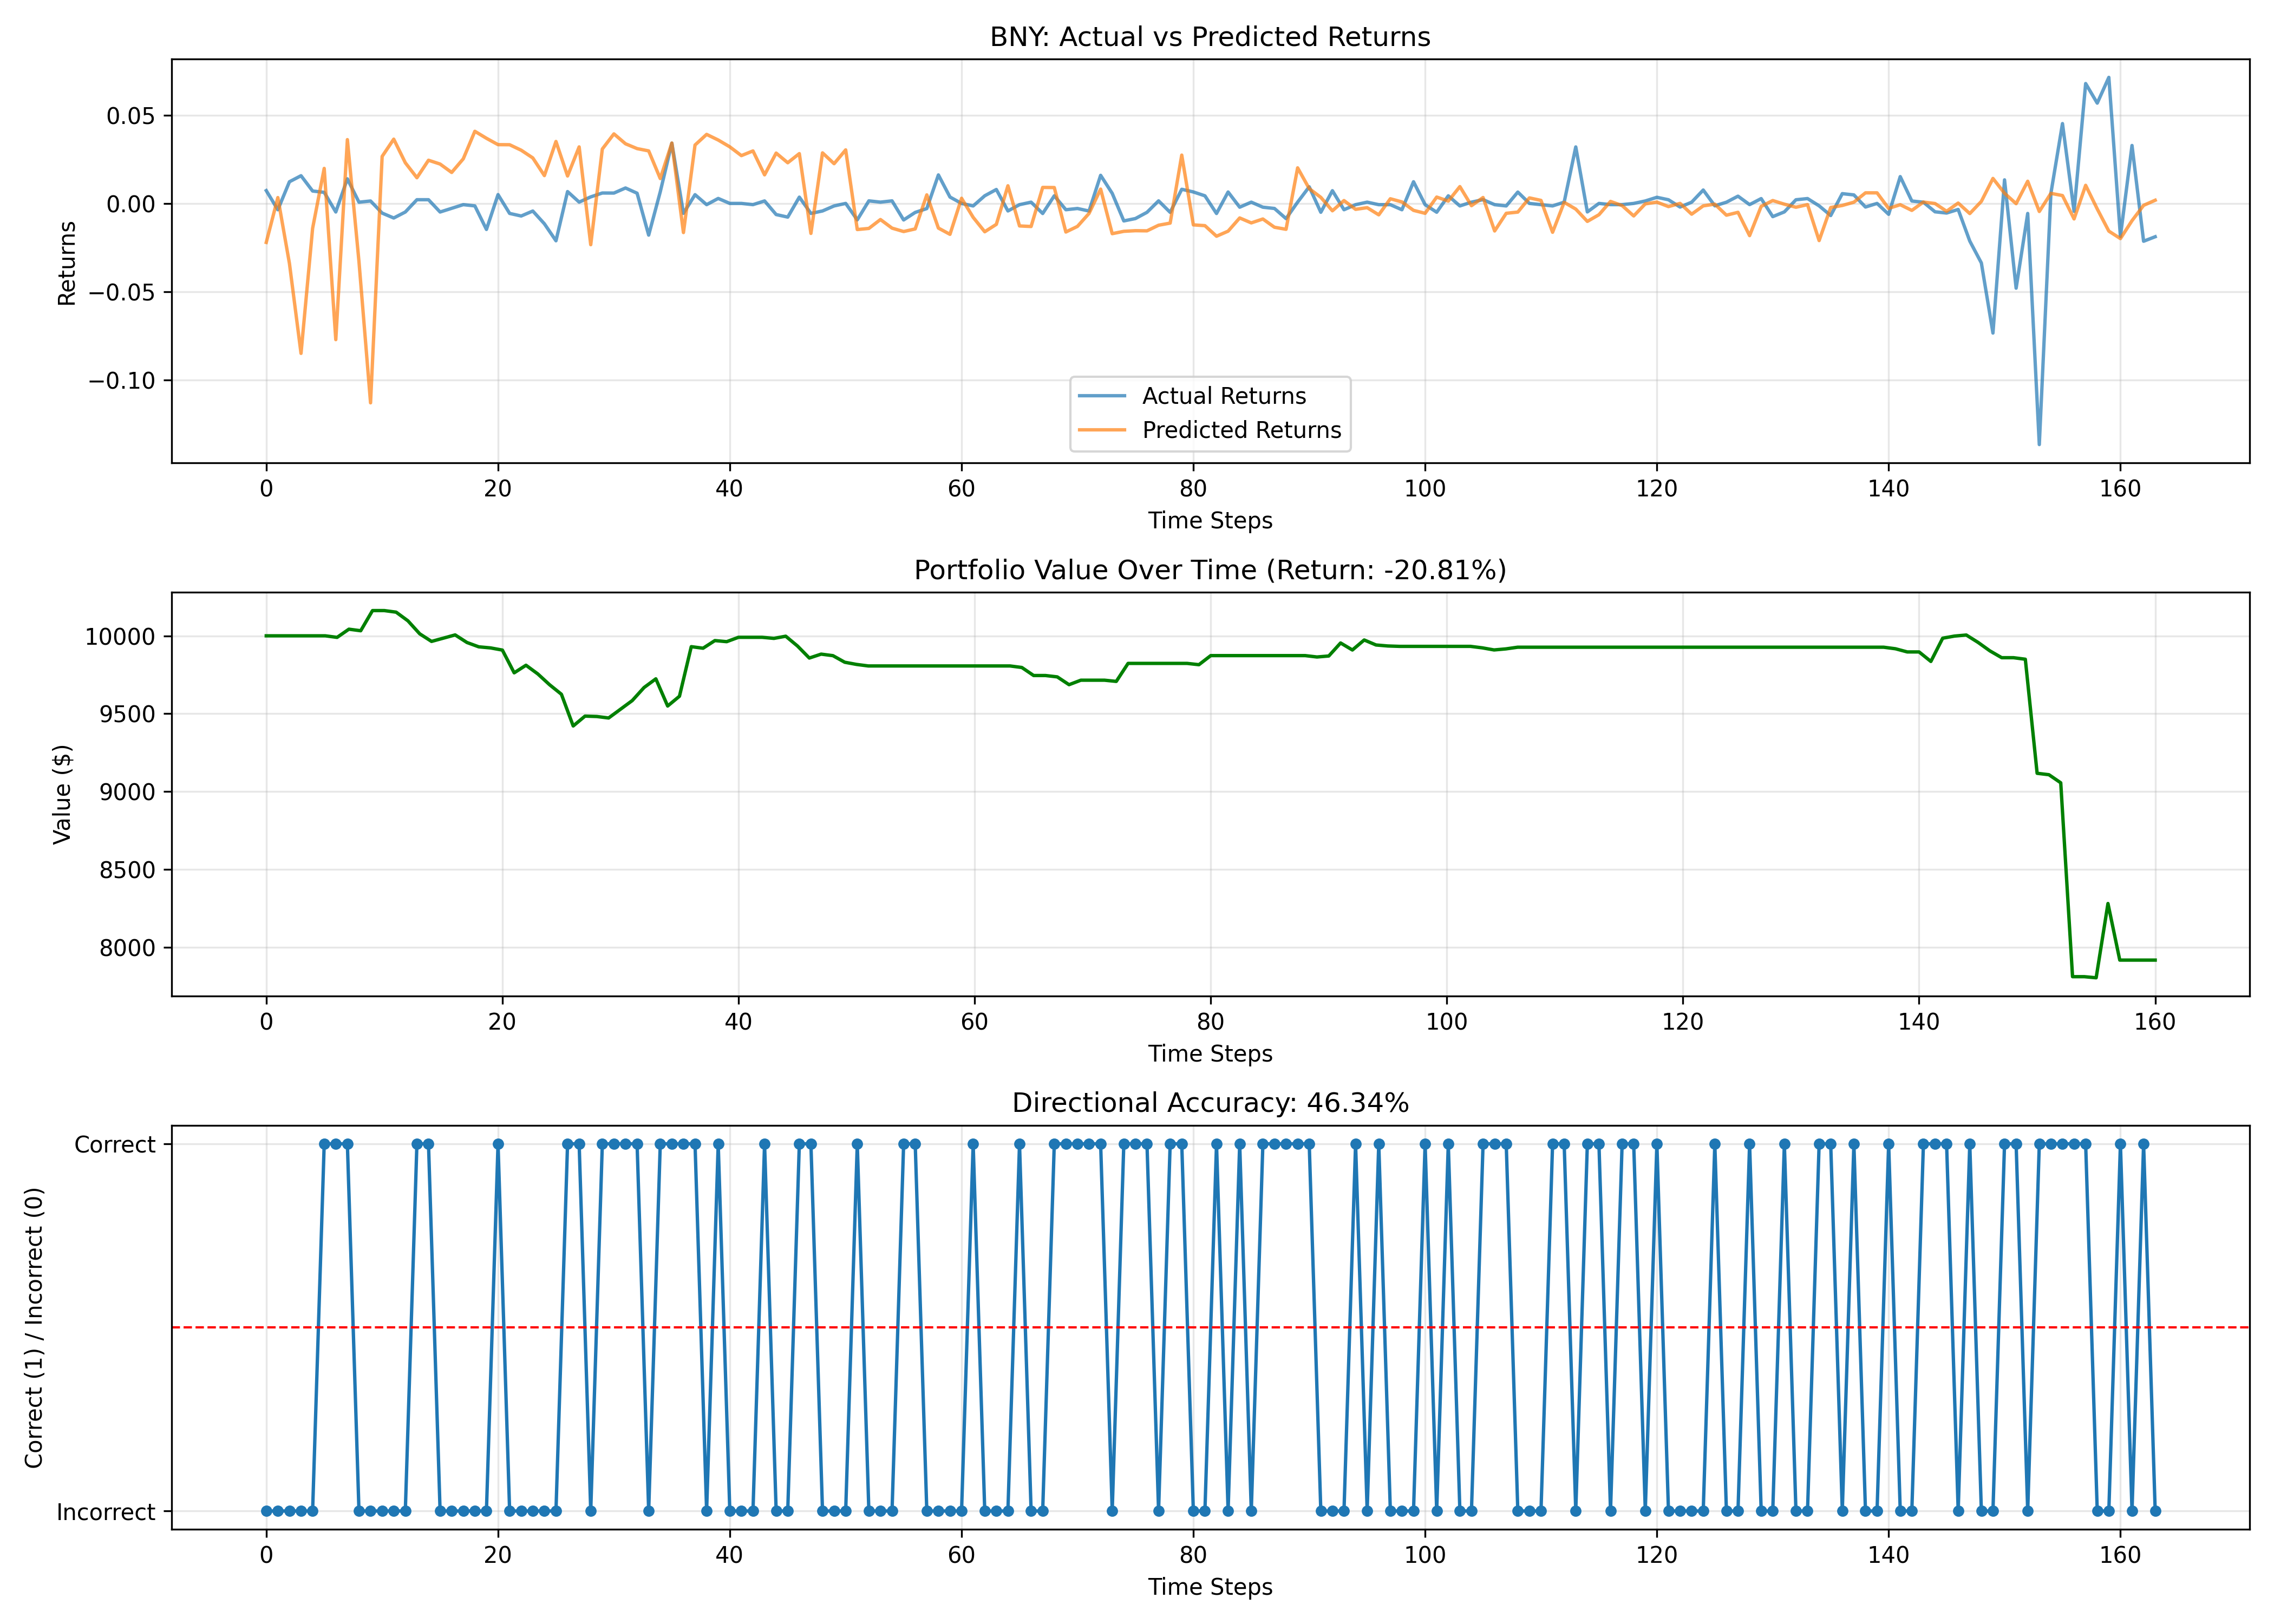 BNY: Actual vs Predicted Returns
Returns
0.05
0.00
−0.05
−0.10
Actual Returns
Predicted Returns
0 20 40 60 80 100 120 140 160
Time Steps
Portfolio Value Over Time (Return: -20.81%)
Value ($)
10000
9500
9000
8500
8000
0 20 40 60 80 100 120 140 160
Time Steps
Directional Accuracy: 46.34%
Correct (1) / Incorrect (0)
Correct
Incorrect
0 20 40 60 80 100 120 140 160
Time Steps